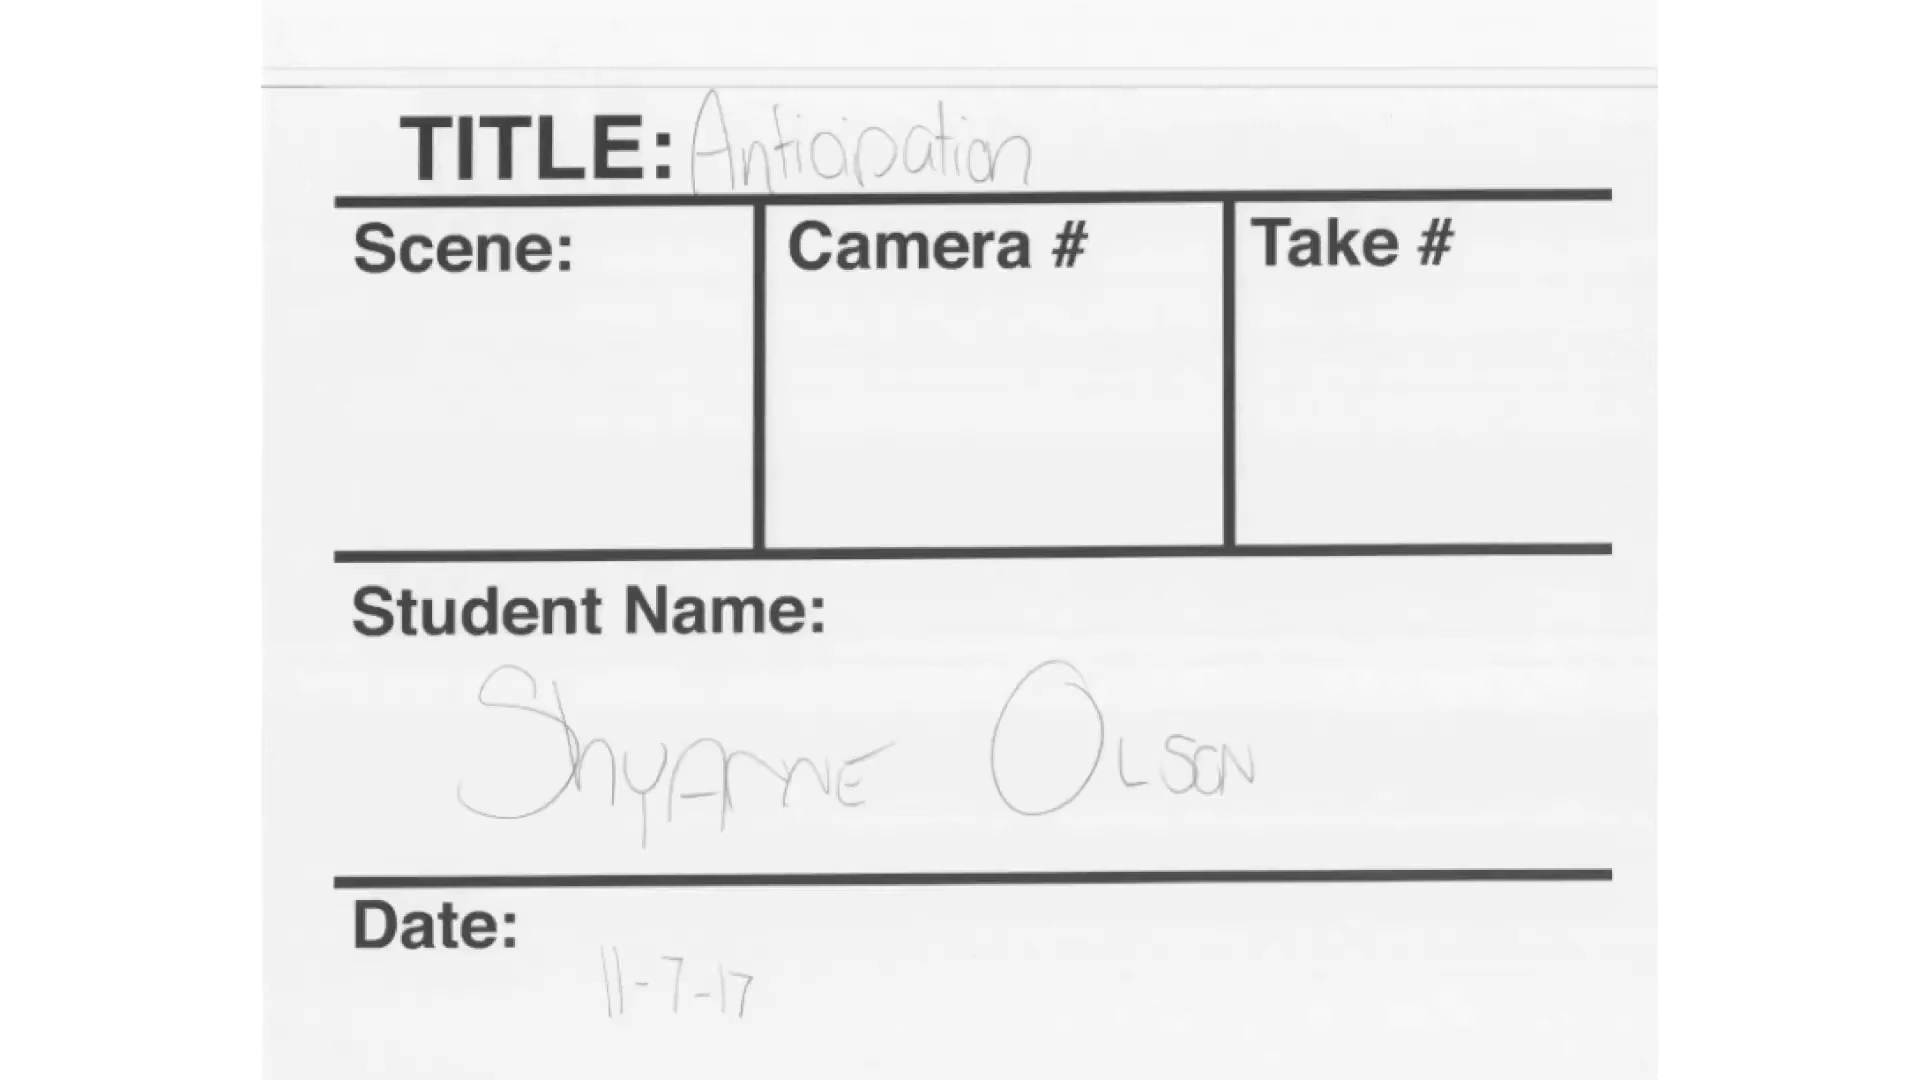 TITLE: Anticipation
Scene: Camera # Take #
Student Name:
Shyanne Olson
Date:
11-7-17